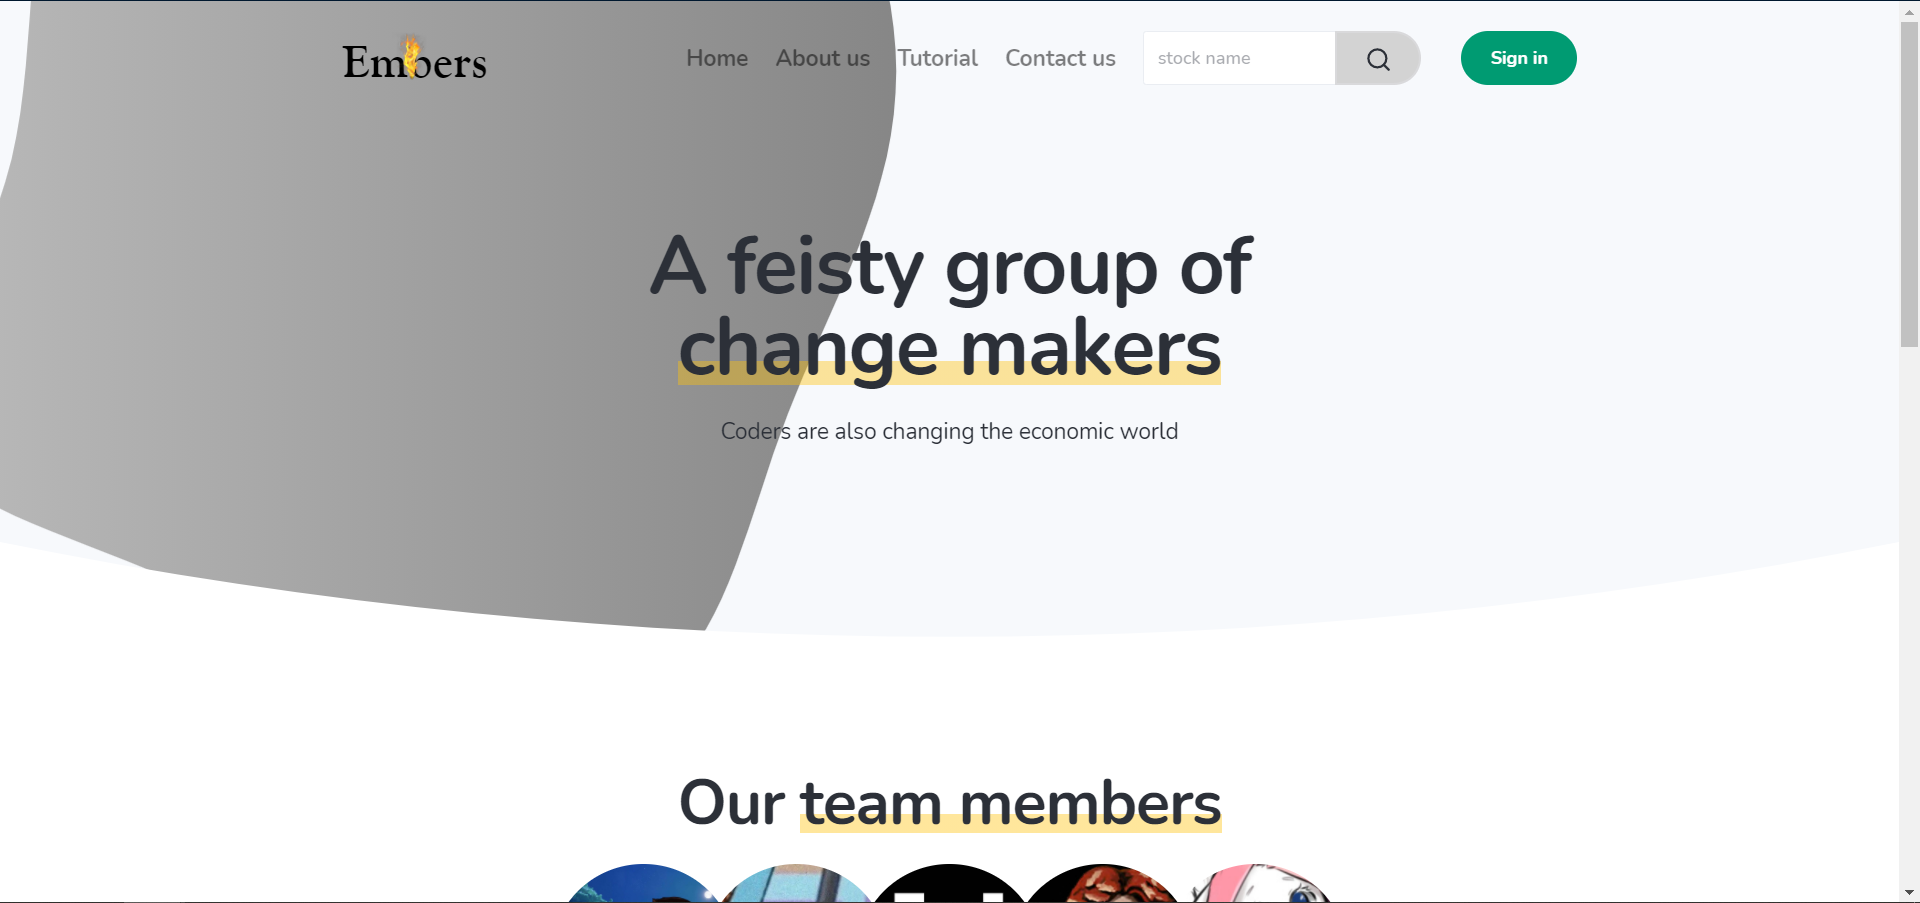 Embers
Home About us Tutorial Contact us stock name Sign in
A feisty group of
change makers
Coders are also changing the economic world
Our team members